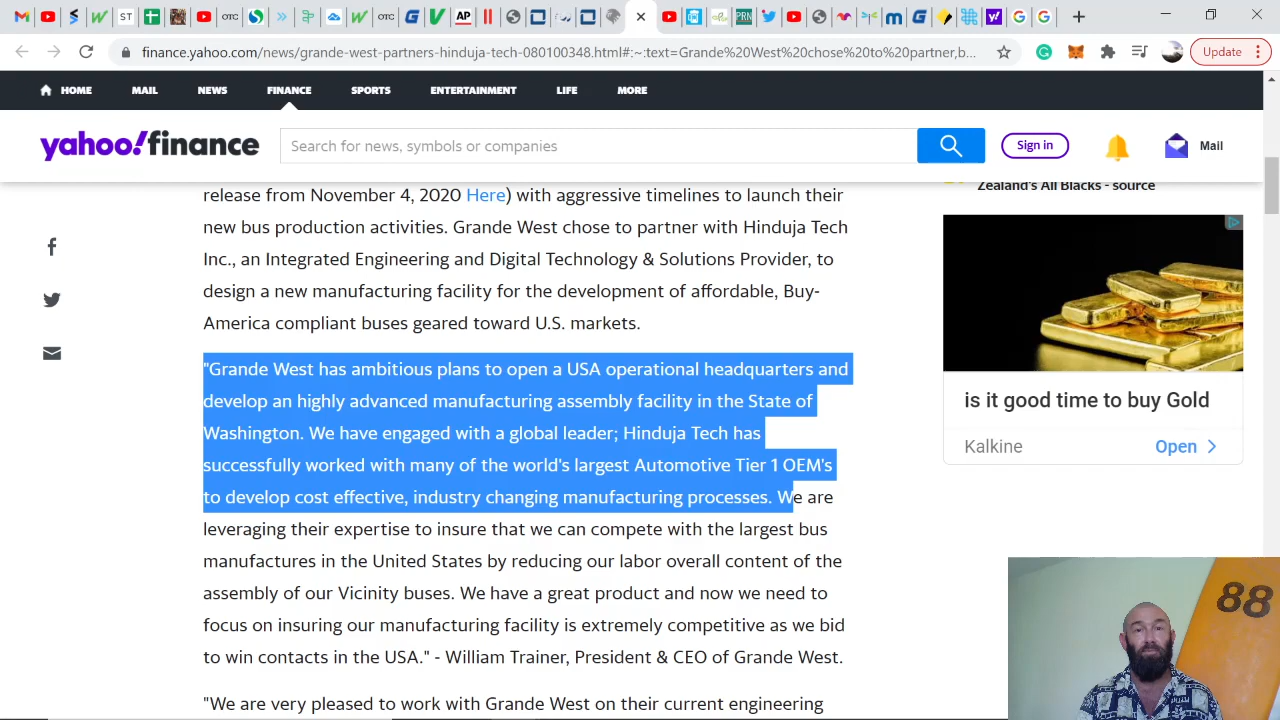 ST
OTC
OTC
AP
PRN
Update
finance.yahoo.com/news/grande-west-partners-hinduja-tech-080100348.html#:~:text=Grande%20West%20chose%20to%20partner,b...
HOME
MAIL
NEWS
FINANCE
SPORTS
ENTERTAINMENT
LIFE
MORE
yahoo!finance
Search for news, symbols or companies
Sign in
Mail
release from November 4, 2020 Here) with aggressive timelines to launch their
new bus production activities. Grande West chose to partner with Hinduja Tech
Inc., an Integrated Engineering and Digital Technology & Solutions Provider, to
design a new manufacturing facility for the development of affordable, Buy-
America compliant buses geared toward U.S. markets.
"Grande West has ambitious plans to open a USA operational headquarters and
develop an highly advanced manufacturing assembly facility in the State of
Washington. We have engaged with a global leader; Hinduja Tech has
successfully worked with many of the world's largest Automotive Tier 1 OEM's
to develop cost effective, industry changing manufacturing processes. We are
leveraging their expertise to insure that we can compete with the largest bus
manufactures in the United States by reducing our labor overall content of the
assembly of our Vicinity buses. We have a great product and now we need to
focus on insuring our manufacturing facility is extremely competitive as we bid
to win contacts in the USA." - William Trainer, President & CEO of Grande West.
"We are very pleased to work with Grande West on their current engineering
Zealand's All Blacks - source
is it good time to buy Gold
Kalkine
Open
88